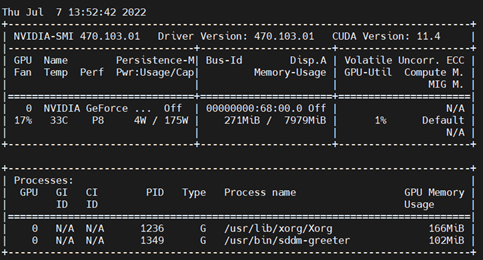 Thu Jul  7 13:52:42 2022
+-----------------------------------------------------------------------------+
| NVIDIA-SMI 470.103.01   Driver Version: 470.103.01   CUDA Version: 11.4     |
|-------------------------------+----------------------+----------------------+
| GPU  Name        Persistence-M| Bus-Id        Disp.A | Volatile Uncorr. ECC |
| Fan  Temp  Perf  Pwr:Usage/Cap|         Memory-Usage | GPU-Util  Compute M. |
|                               |                      |               MIG M. |
|===============================+======================+======================|
|   0  NVIDIA GeForce ...  Off  | 00000000:68:00.0 Off |                  N/A |
| 17%   33C    P8     4W / 175W |    271MiB /  7979MiB |      1%      Default |
|                               |                      |                  N/A |
+-------------------------------+----------------------+----------------------+
+-----------------------------------------------------------------------------+
| Processes:                                                                  |
|  GPU   GI   CI        PID   Type   Process name                  GPU Memory |
|        ID   ID                                                   Usage      |
|=============================================================================|
|    0   N/A  N/A      1236      G   /usr/lib/xorg/Xorg                166MiB |
|    0   N/A  N/A      1349      G   /usr/bin/sddm-greeter             102MiB |
+-----------------------------------------------------------------------------+